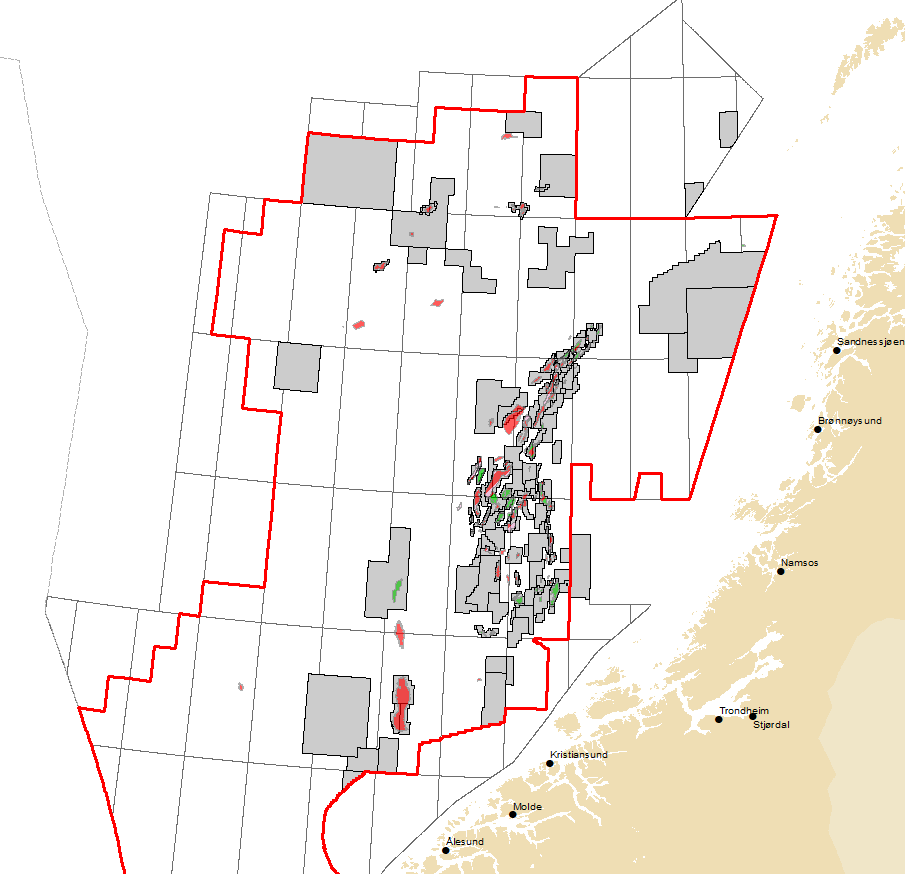 Sandnessjøen
Brønnøysund
Namsos
Trondheim
Stjørdal
Kristiansund
Molde
Ålesund